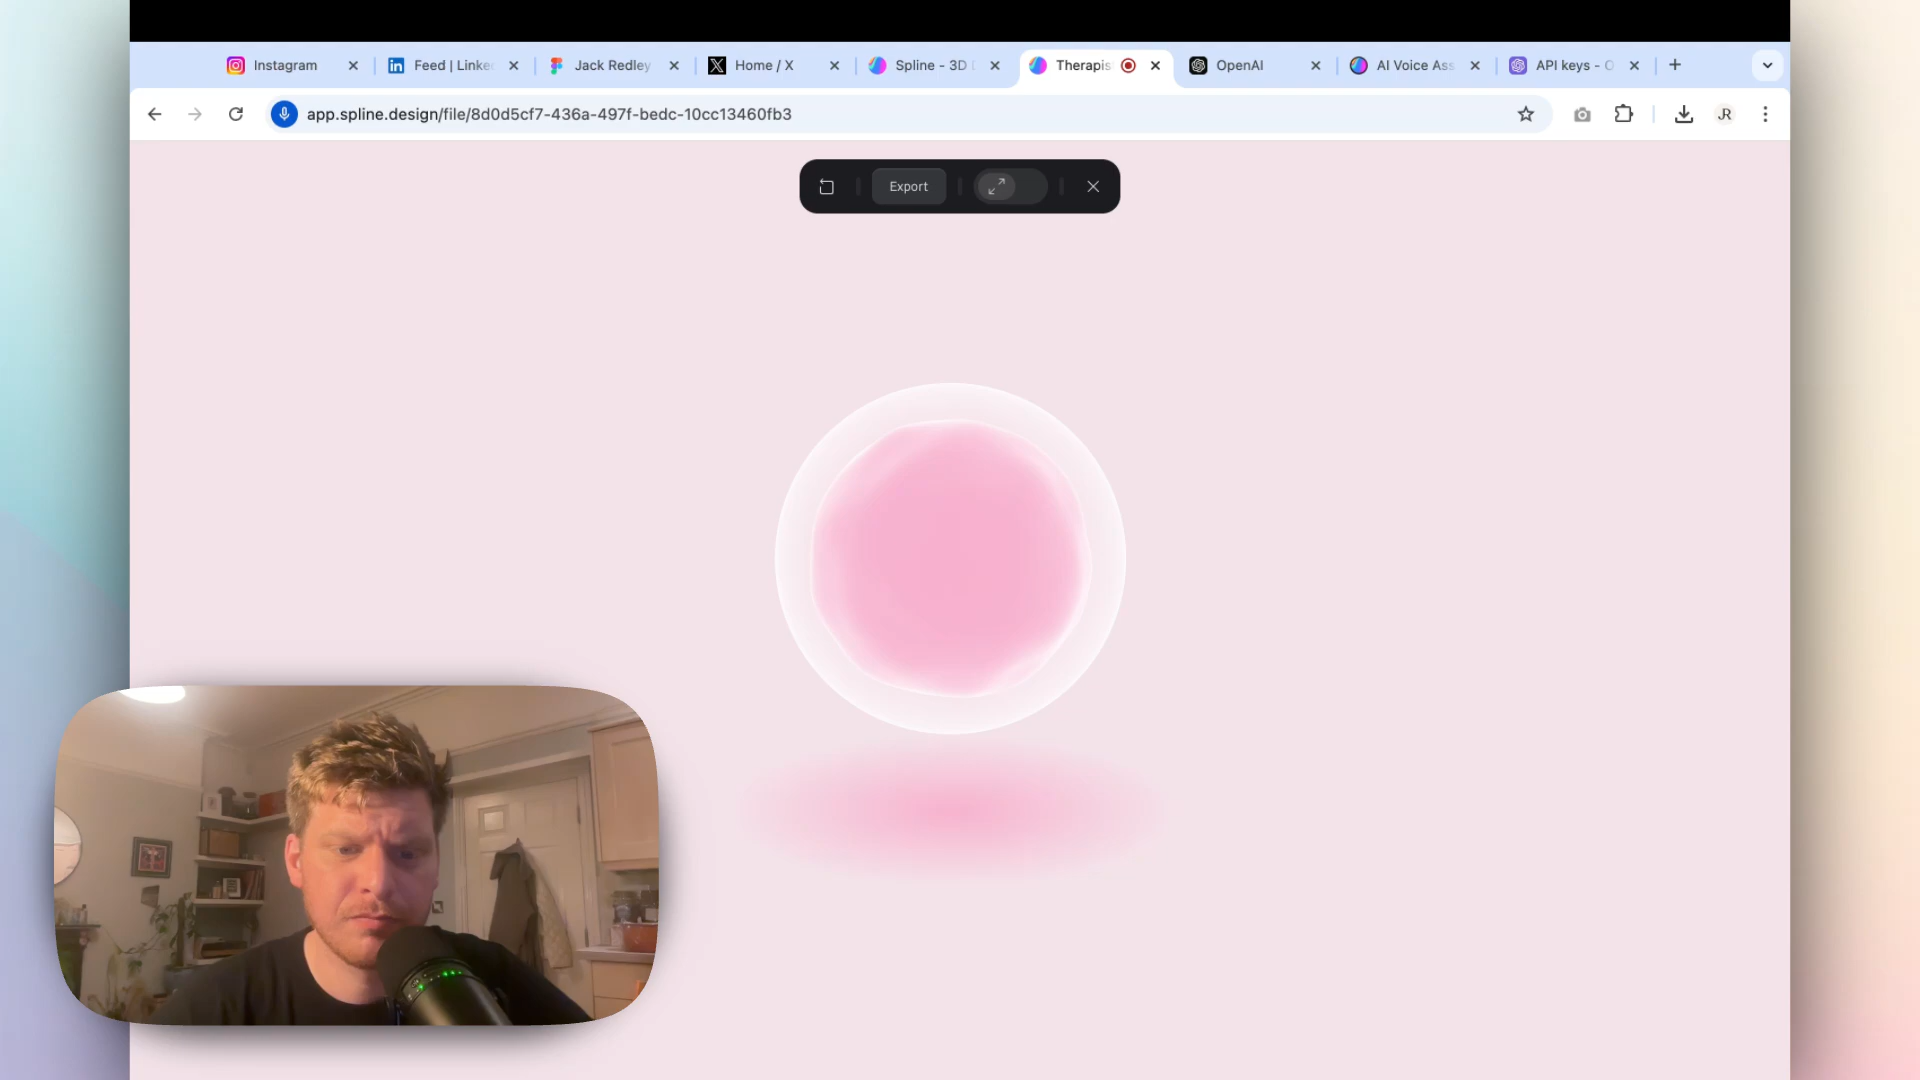 Instagram
Feed | Linke
Jack Redley
Home / X
Spline - 3D
Therapis
OpenAI
AI Voice Ass
API keys - O
app.spline.design/file/8d0d5cf7-436a-497f-bedc-10cc13460fb3
JR
Export